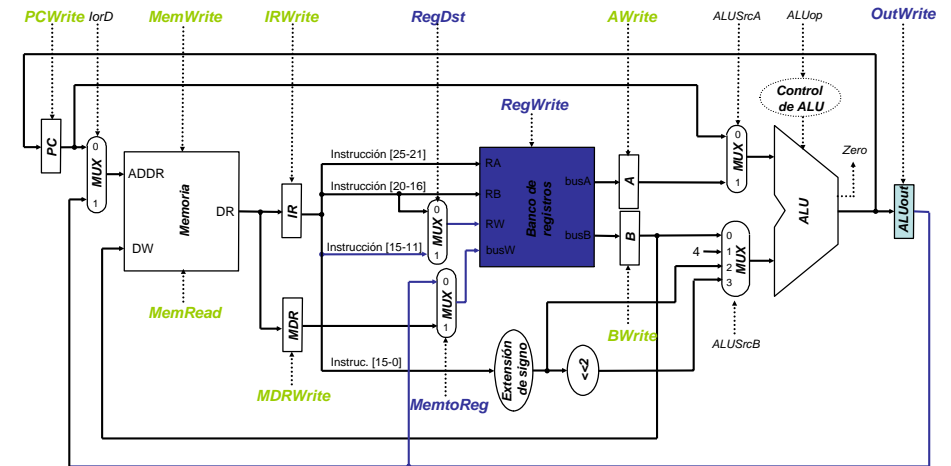 PCWrite IorD MemWrite IRWrite RegDst AWrite ALUSrcA ALUop OutWrite
Control
de ALU
RegWrite
PC
0
MUX
1
ADDR
Memoria
DR
DW
MemRead
IR
MDR
MDRWrite
Instrucción [25-21]
Instrucción [20-16]
Instrucción [15-11]
Instruc. [15-0]
0
MUX
1
0
MUX
1
MemtoReg
RA
RB
RW
busW
Banco de
registros
busA
busB
A
B
BWrite
Extensión
de signo
<<2
0
MUX
1
4
0
1
2
3
MUX
ALUSrcB
ALU
Zero
ALUout